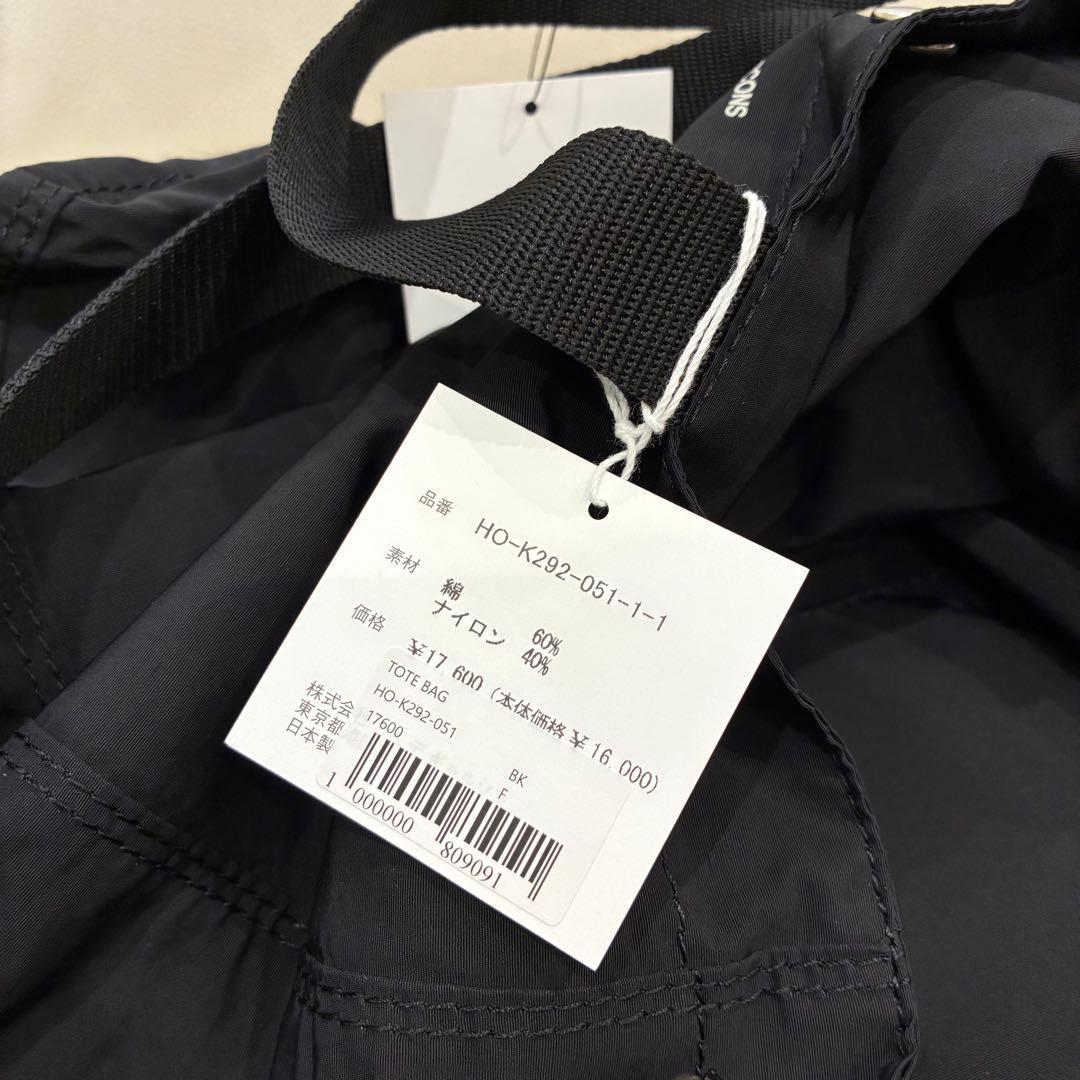 CONS
品番 HO-K292-051-1-1
素材 綿 60%
ナイロン 40%
価格 ¥17,600 (本体価格 ¥16,000)
株式会
東京都
日本製
TOTE BAG
HO-K292-051
17600
BK
F
1 000000 809091